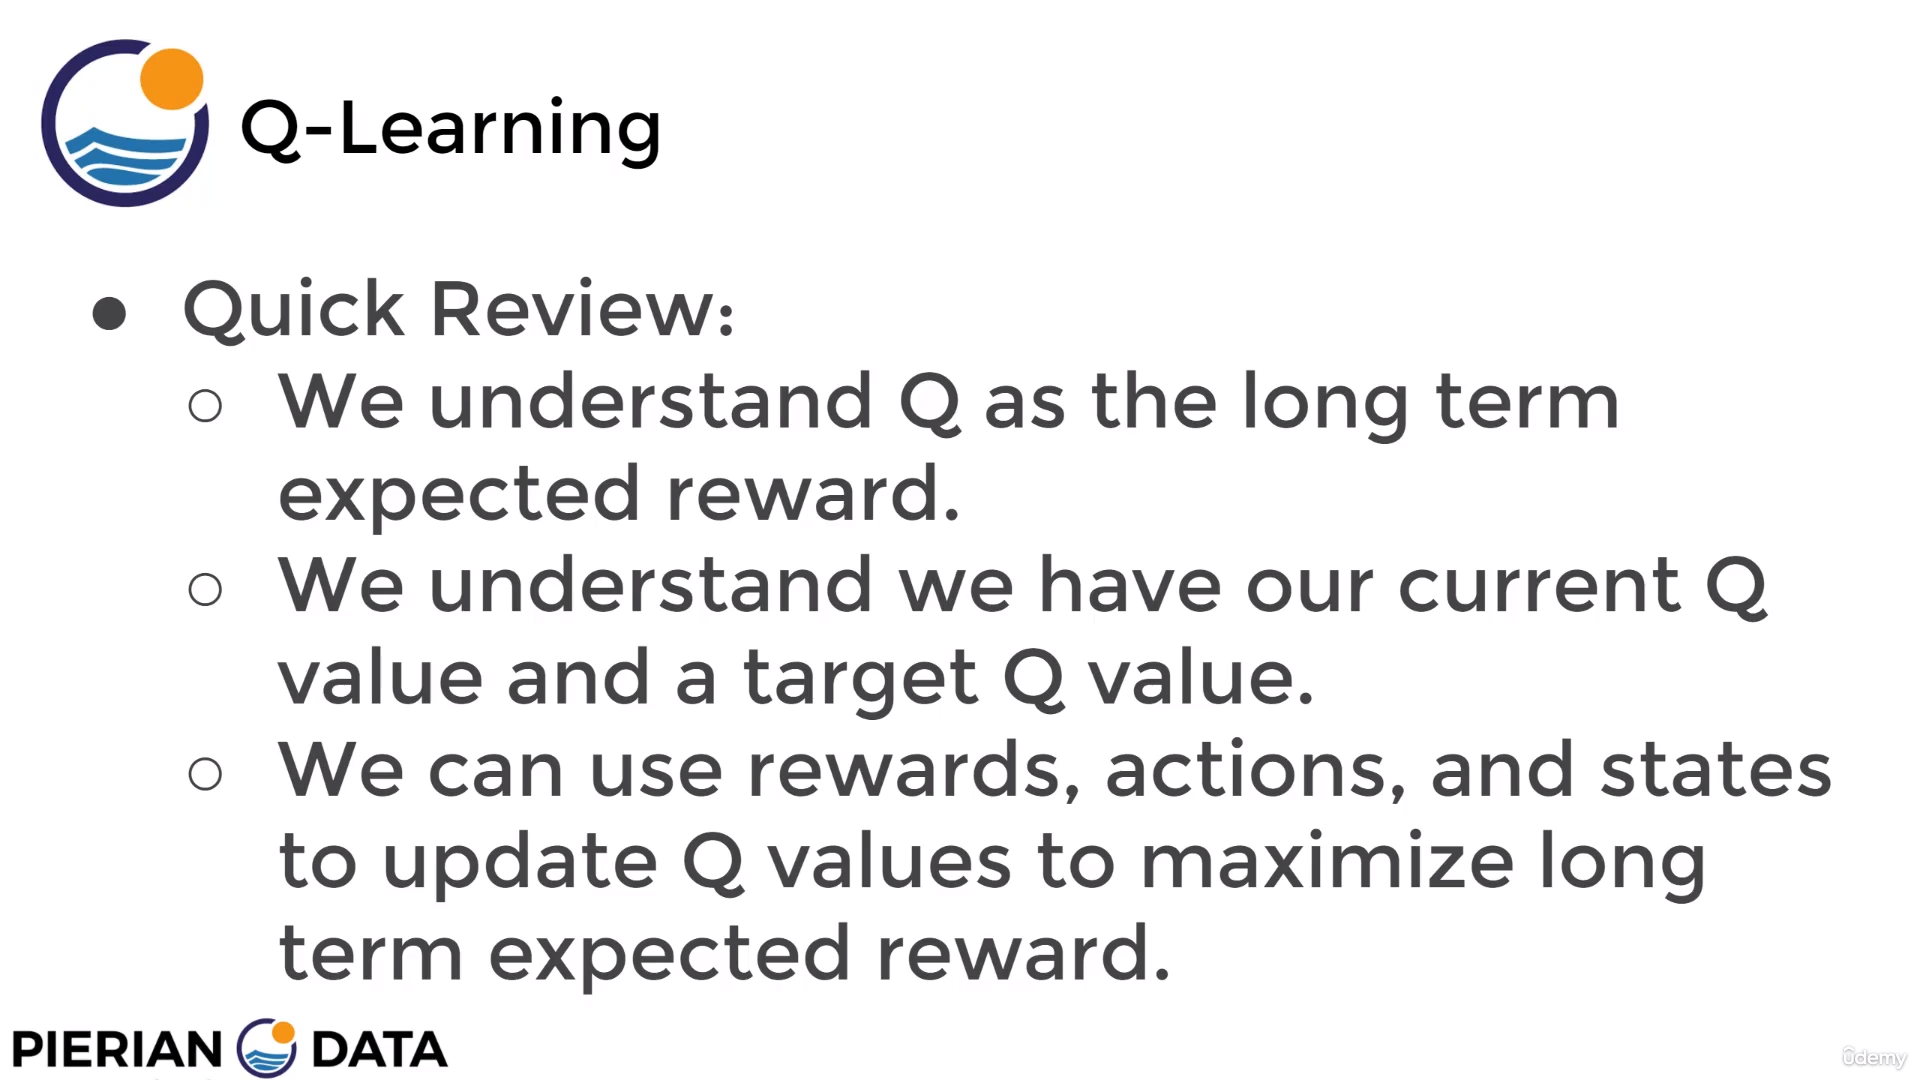 Q-Learning
● Quick Review:
○ We understand Q as the long term
expected reward.
○ We understand we have our current Q
value and a target Q value.
○ We can use rewards, actions, and states
to update Q values to maximize long
term expected reward.
PIERIAN DATA
ûdemy